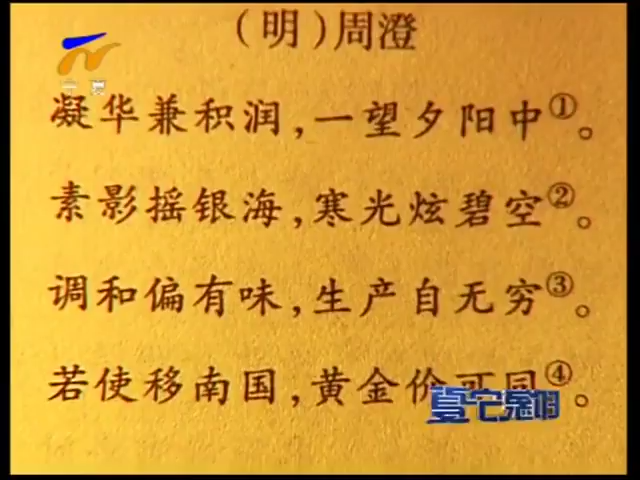 （明）周澄
凝华兼积润，一望夕阳中①。
素影摇银海，寒光炫碧空②。
调和偏有味，生产自无穷③。
若使移南国，黄金价可同④。